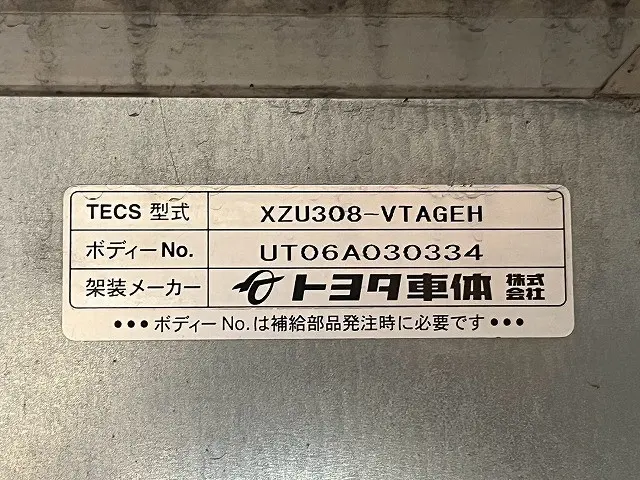 TECS 型式 XZU308-VTAGEH
ボディーNo. UT06A030334
架装メーカー トヨタ車体 株式会社
•••ボディーNo.は補給部品発注時に必要です•••